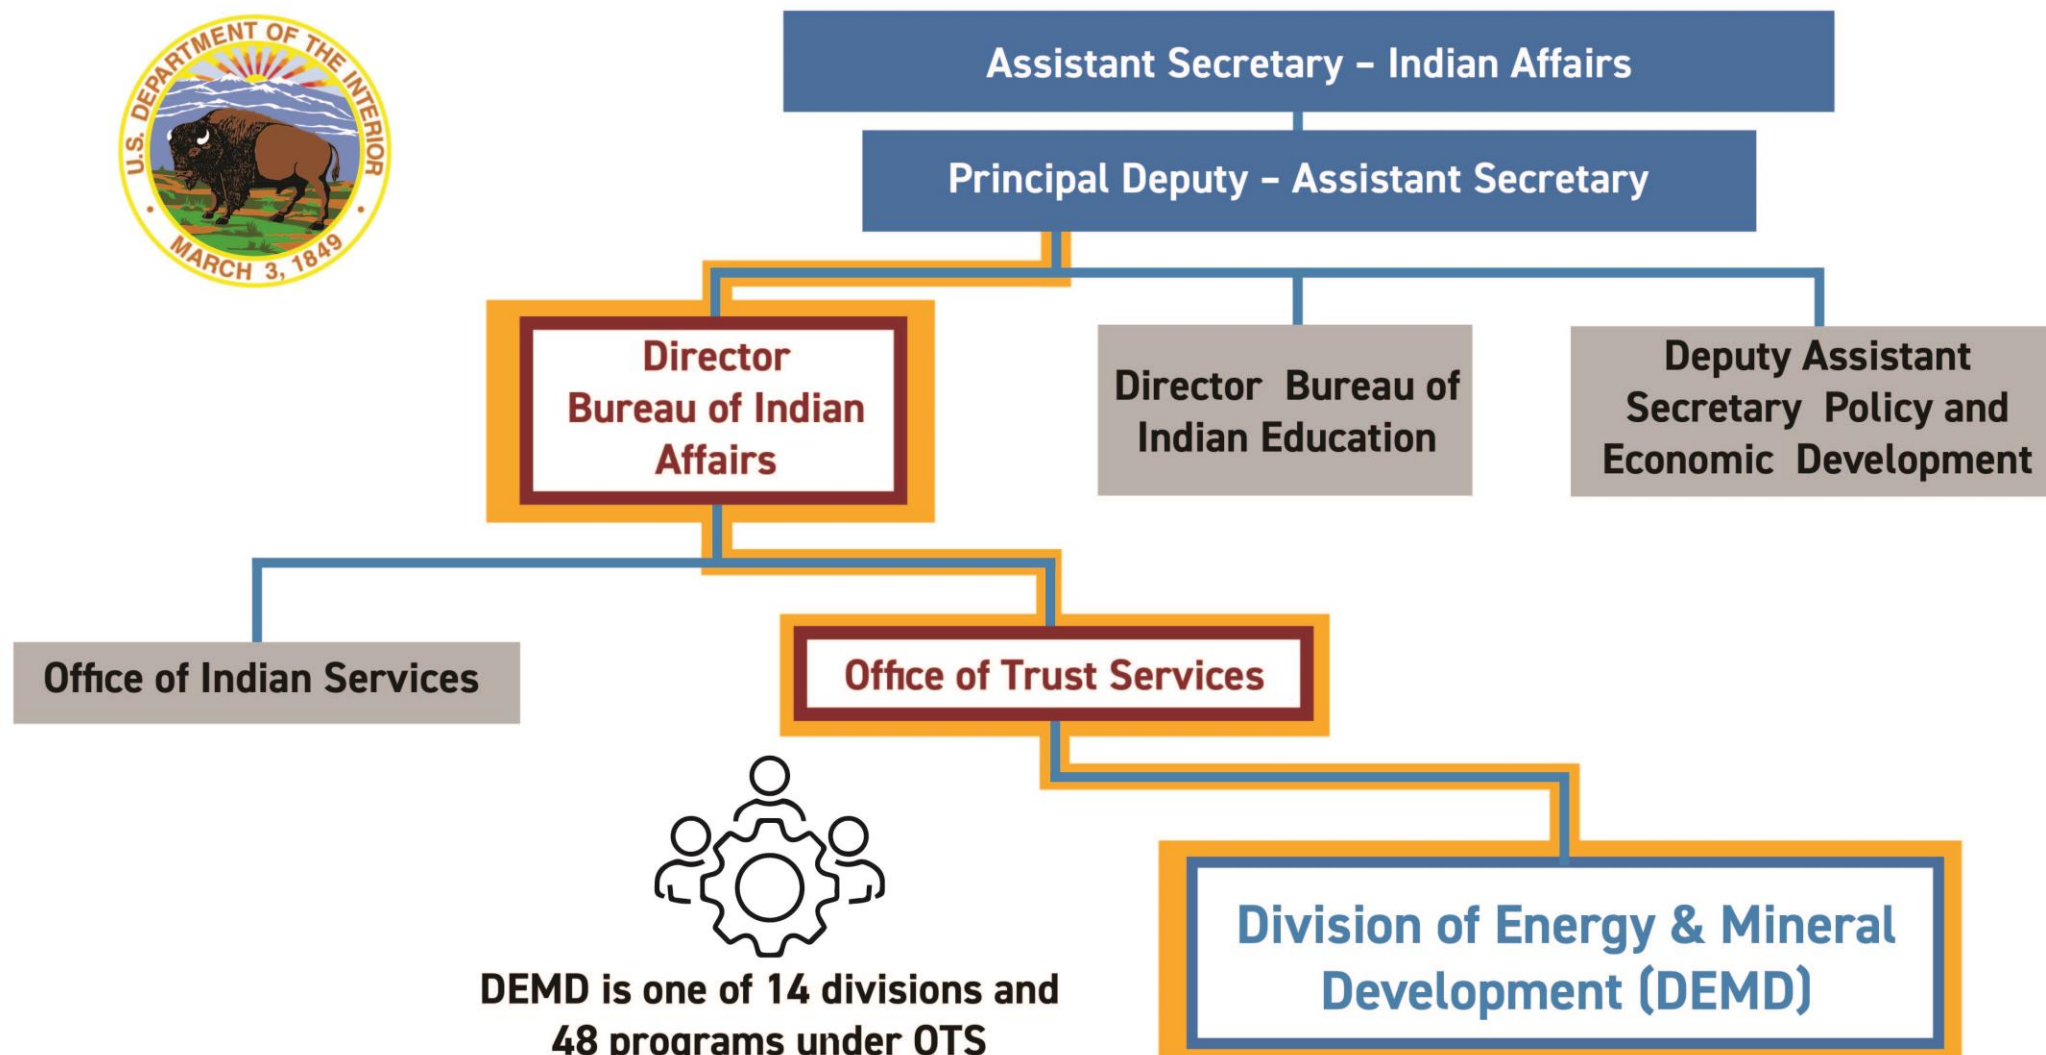 U.S. DEPARTMENT OF THE INTERIOR
MARCH 3, 1849
Assistant Secretary – Indian Affairs
Principal Deputy – Assistant Secretary
Director
Bureau of Indian
Affairs
Director Bureau of
Indian Education
Deputy Assistant
Secretary Policy and
Economic Development
Office of Indian Services
Office of Trust Services
DEMD is one of 14 divisions and
48 programs under OTS
Division of Energy & Mineral
Development (DEMD)